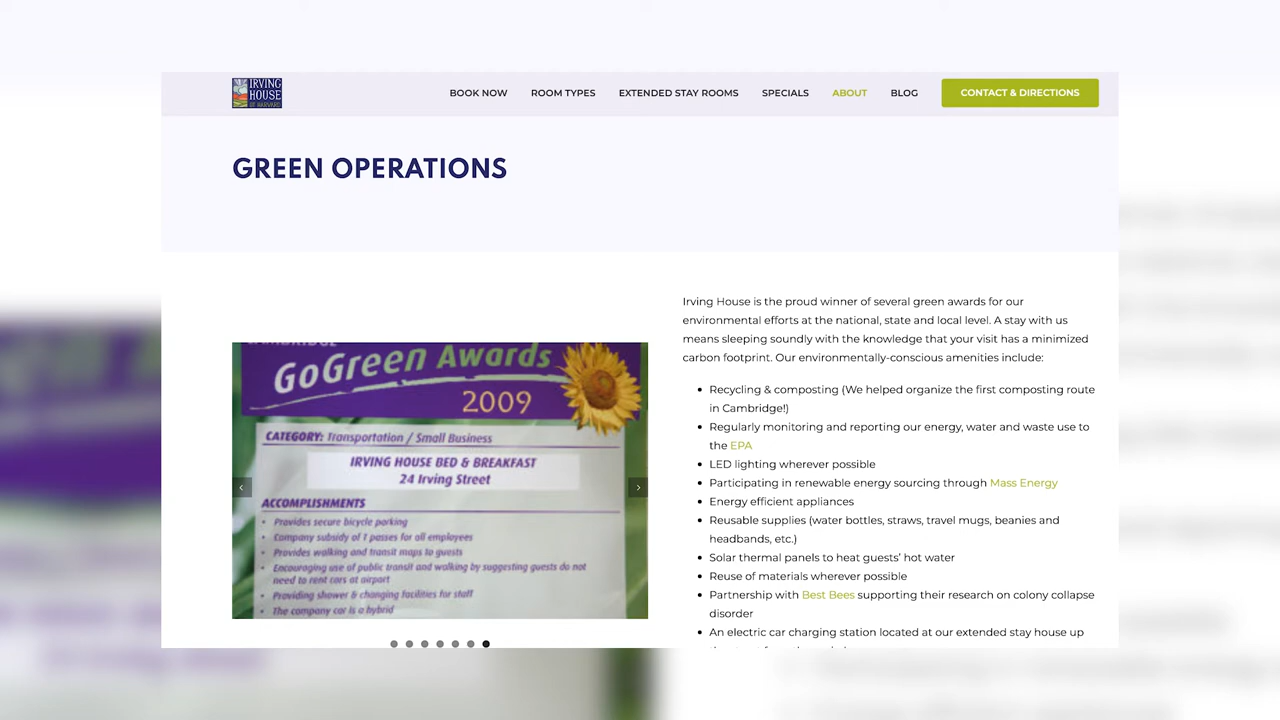 IRVING
HOUSE
AT HARVARD
BOOK NOW
ROOM TYPES
EXTENDED STAY ROOMS
SPECIALS
ABOUT
BLOG
CONTACT & DIRECTIONS
GREEN OPERATIONS
CAMBRIDGE
GoGreen Awards
2009
CATEGORY: Transportation / Small Business
IRVING HOUSE BED & BREAKFAST
24 Irving Street
ACCOMPLISHMENTS
• Provides secure bicycle parking
• Company subsidy of T passes for all employees
• Provides walking and transit maps to guests
• Encouraging use of public transit and walking by suggesting guests do not
need to rent cars at airport
• Providing shower & changing facilities for staff
• The company car is a hybrid
Irving House is the proud winner of several green awards for our
environmental efforts at the national, state and local level. A stay with us
means sleeping soundly with the knowledge that your visit has a minimized
carbon footprint. Our environmentally-conscious amenities include:
• Recycling & composting (We helped organize the first composting route
in Cambridge!)
• Regularly monitoring and reporting our energy, water and waste use to
the EPA
• LED lighting wherever possible
• Participating in renewable energy sourcing through Mass Energy
• Energy efficient appliances
• Reusable supplies (water bottles, straws, travel mugs, beanies and
headbands, etc.)
• Solar thermal panels to heat guests' hot water
• Reuse of materials wherever possible
• Partnership with Best Bees supporting their research on colony collapse
disorder
• An electric car charging station located at our extended stay house up